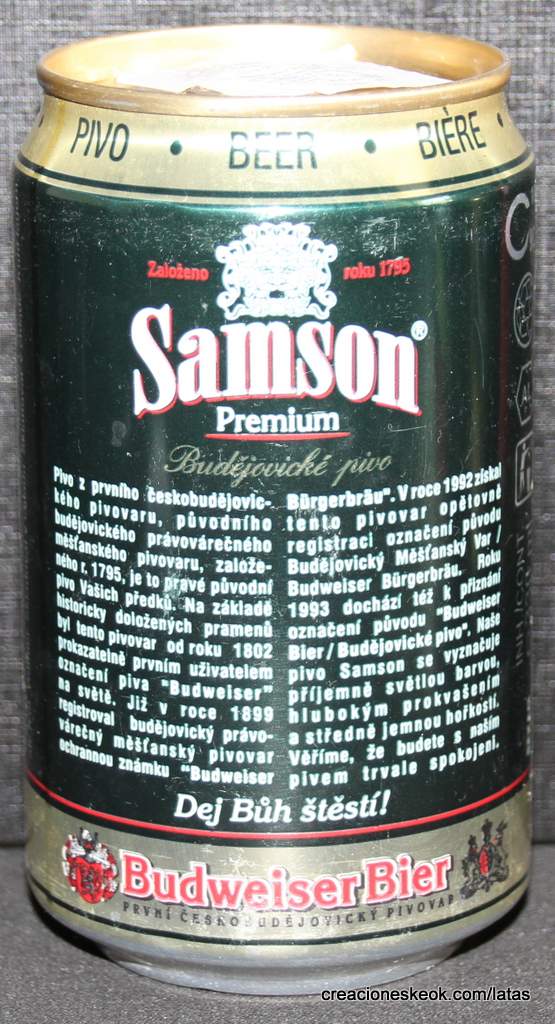 PIVO • BEER • BIÈRE •
Založeno roku 1795
Samson®
Premium
Budějovické pivo
Pivo z prvního českobudějovic-
kého pivovaru, původního
budějovického právovárečného
měšťanského pivovaru, založe-
ného r. 1795, je to pravé původní
pivo Vašich předků. Na základě
historicky doložených pramenů
byl tento pivovar od roku 1802
prokazatelně prvním uživatelem
označení piva "Budweiser"
na světě. Již v roce 1899
registroval budějovický právo-
várečný měšťanský pivovar
ochrannou známku "Budweiser
Bürgerbräu". V roce 1992 získal
tento pivovar opětovně
registraci označení původu
Budějovický Měšťanský Var /
Budweiser Bürgerbräu. Roku
1993 dochází též k přiznání
označení původu "Budweiser
Bier / Budějovické pivo". Naše
pivo Samson se vyznačuje
příjemně světlou barvou,
hlubokým prokvašením
a středně jemnou hořkostí.
Věříme, že budete s naším
pivem trvale spokojeni.
Dej Bůh štěstí!
Budweiser Bier
PRVNÍ ČESKOBUDĚJOVICKÝ PIVOVAR
creacioneskeok.com/latas